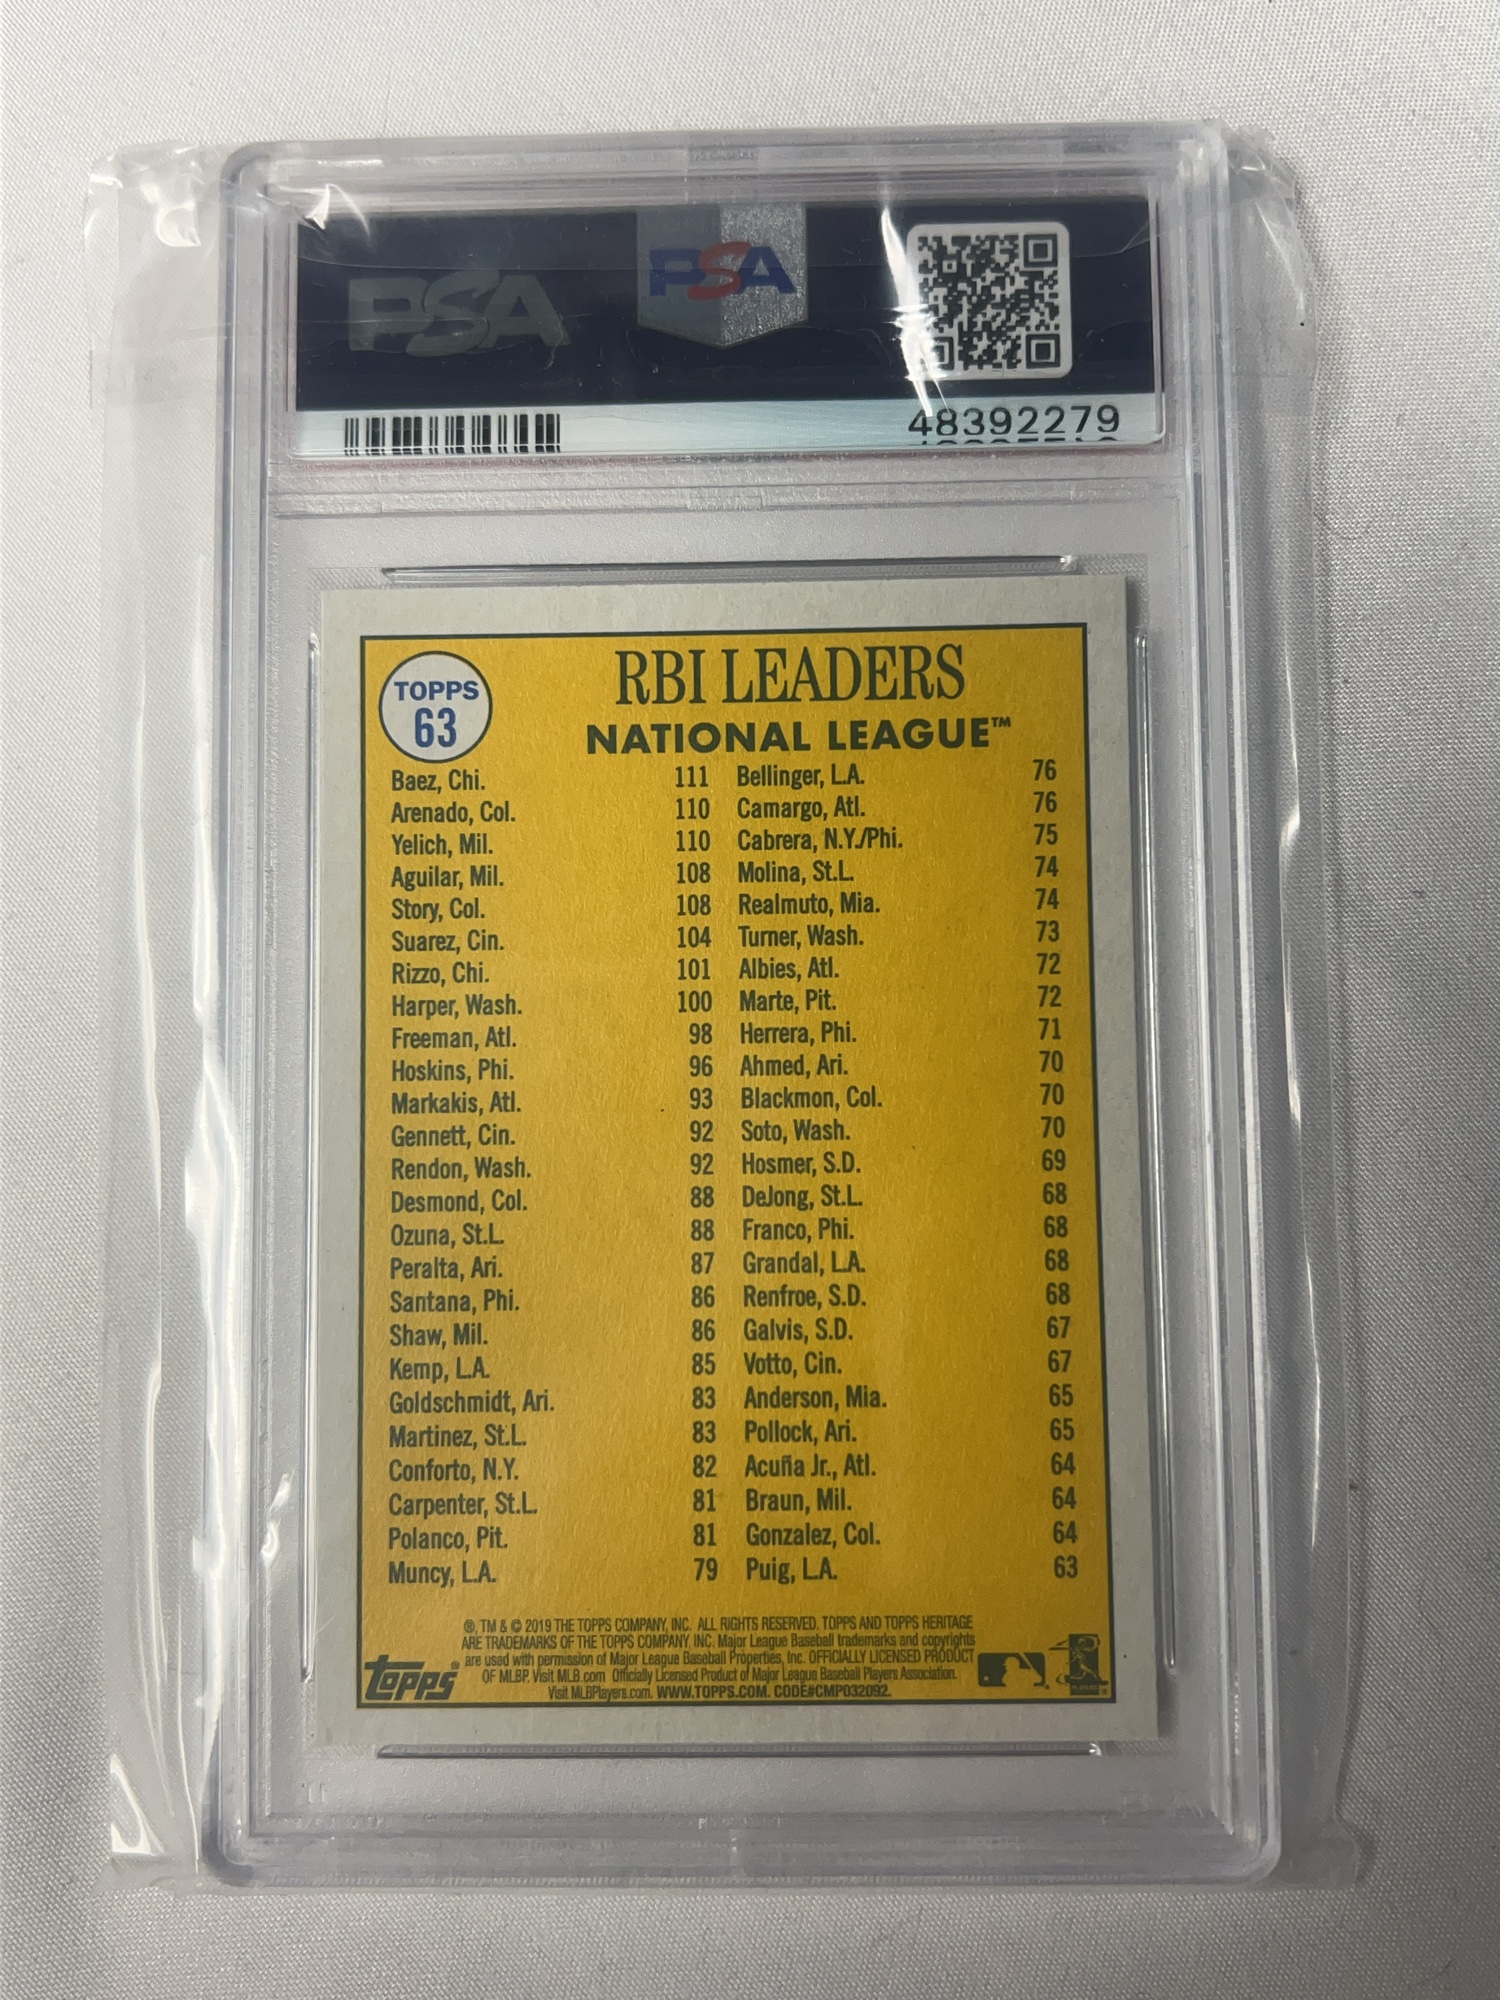 PSA
PSA
48392279
TOPPS
63
RBI LEADERS
NATIONAL LEAGUE™
Baez, Chi. 111 Bellinger, L.A. 76
Arenado, Col. 110 Camargo, Atl. 76
Yelich, Mil. 110 Cabrera, N.Y./Phi. 75
Aguilar, Mil. 108 Molina, St.L. 74
Story, Col. 108 Realmuto, Mia. 74
Suarez, Cin. 104 Turner, Wash. 73
Rizzo, Chi. 101 Albies, Atl. 72
Harper, Wash. 100 Marte, Pit. 72
Freeman, Atl. 98 Herrera, Phi. 71
Hoskins, Phi. 96 Ahmed, Ari. 70
Markakis, Atl. 93 Blackmon, Col. 70
Gennett, Cin. 92 Soto, Wash. 70
Rendon, Wash. 92 Hosmer, S.D. 69
Desmond, Col. 88 DeJong, St.L. 68
Ozuna, St.L. 88 Franco, Phi. 68
Peralta, Ari. 87 Grandal, L.A. 68
Santana, Phi. 86 Renfroe, S.D. 68
Shaw, Mil. 86 Galvis, S.D. 67
Kemp, L.A. 85 Votto, Cin. 67
Goldschmidt, Ari. 83 Anderson, Mia. 65
Martinez, St.L. 83 Pollock, Ari. 65
Conforto, N.Y. 82 Acuña Jr., Atl. 64
Carpenter, St.L. 81 Braun, Mil. 64
Polanco, Pit. 81 Gonzalez, Col. 64
Muncy, L.A. 79 Puig, L.A. 63
®, TM & © 2019 THE TOPPS COMPANY, INC. ALL RIGHTS RESERVED. TOPPS AND TOPPS HERITAGE
ARE TRADEMARKS OF THE TOPPS COMPANY, INC. Major League Baseball trademarks and copyrights
are used with permission of Major League Baseball Properties, Inc. OFFICIALLY LICENSED PRODUCT
OF MLBP. Visit MLB.com Officially Licensed Product of Major League Baseball Players Association.
Visit MLBPlayers.com. WWW.TOPPS.COM. CODE#CMP032092.
TOPPS®